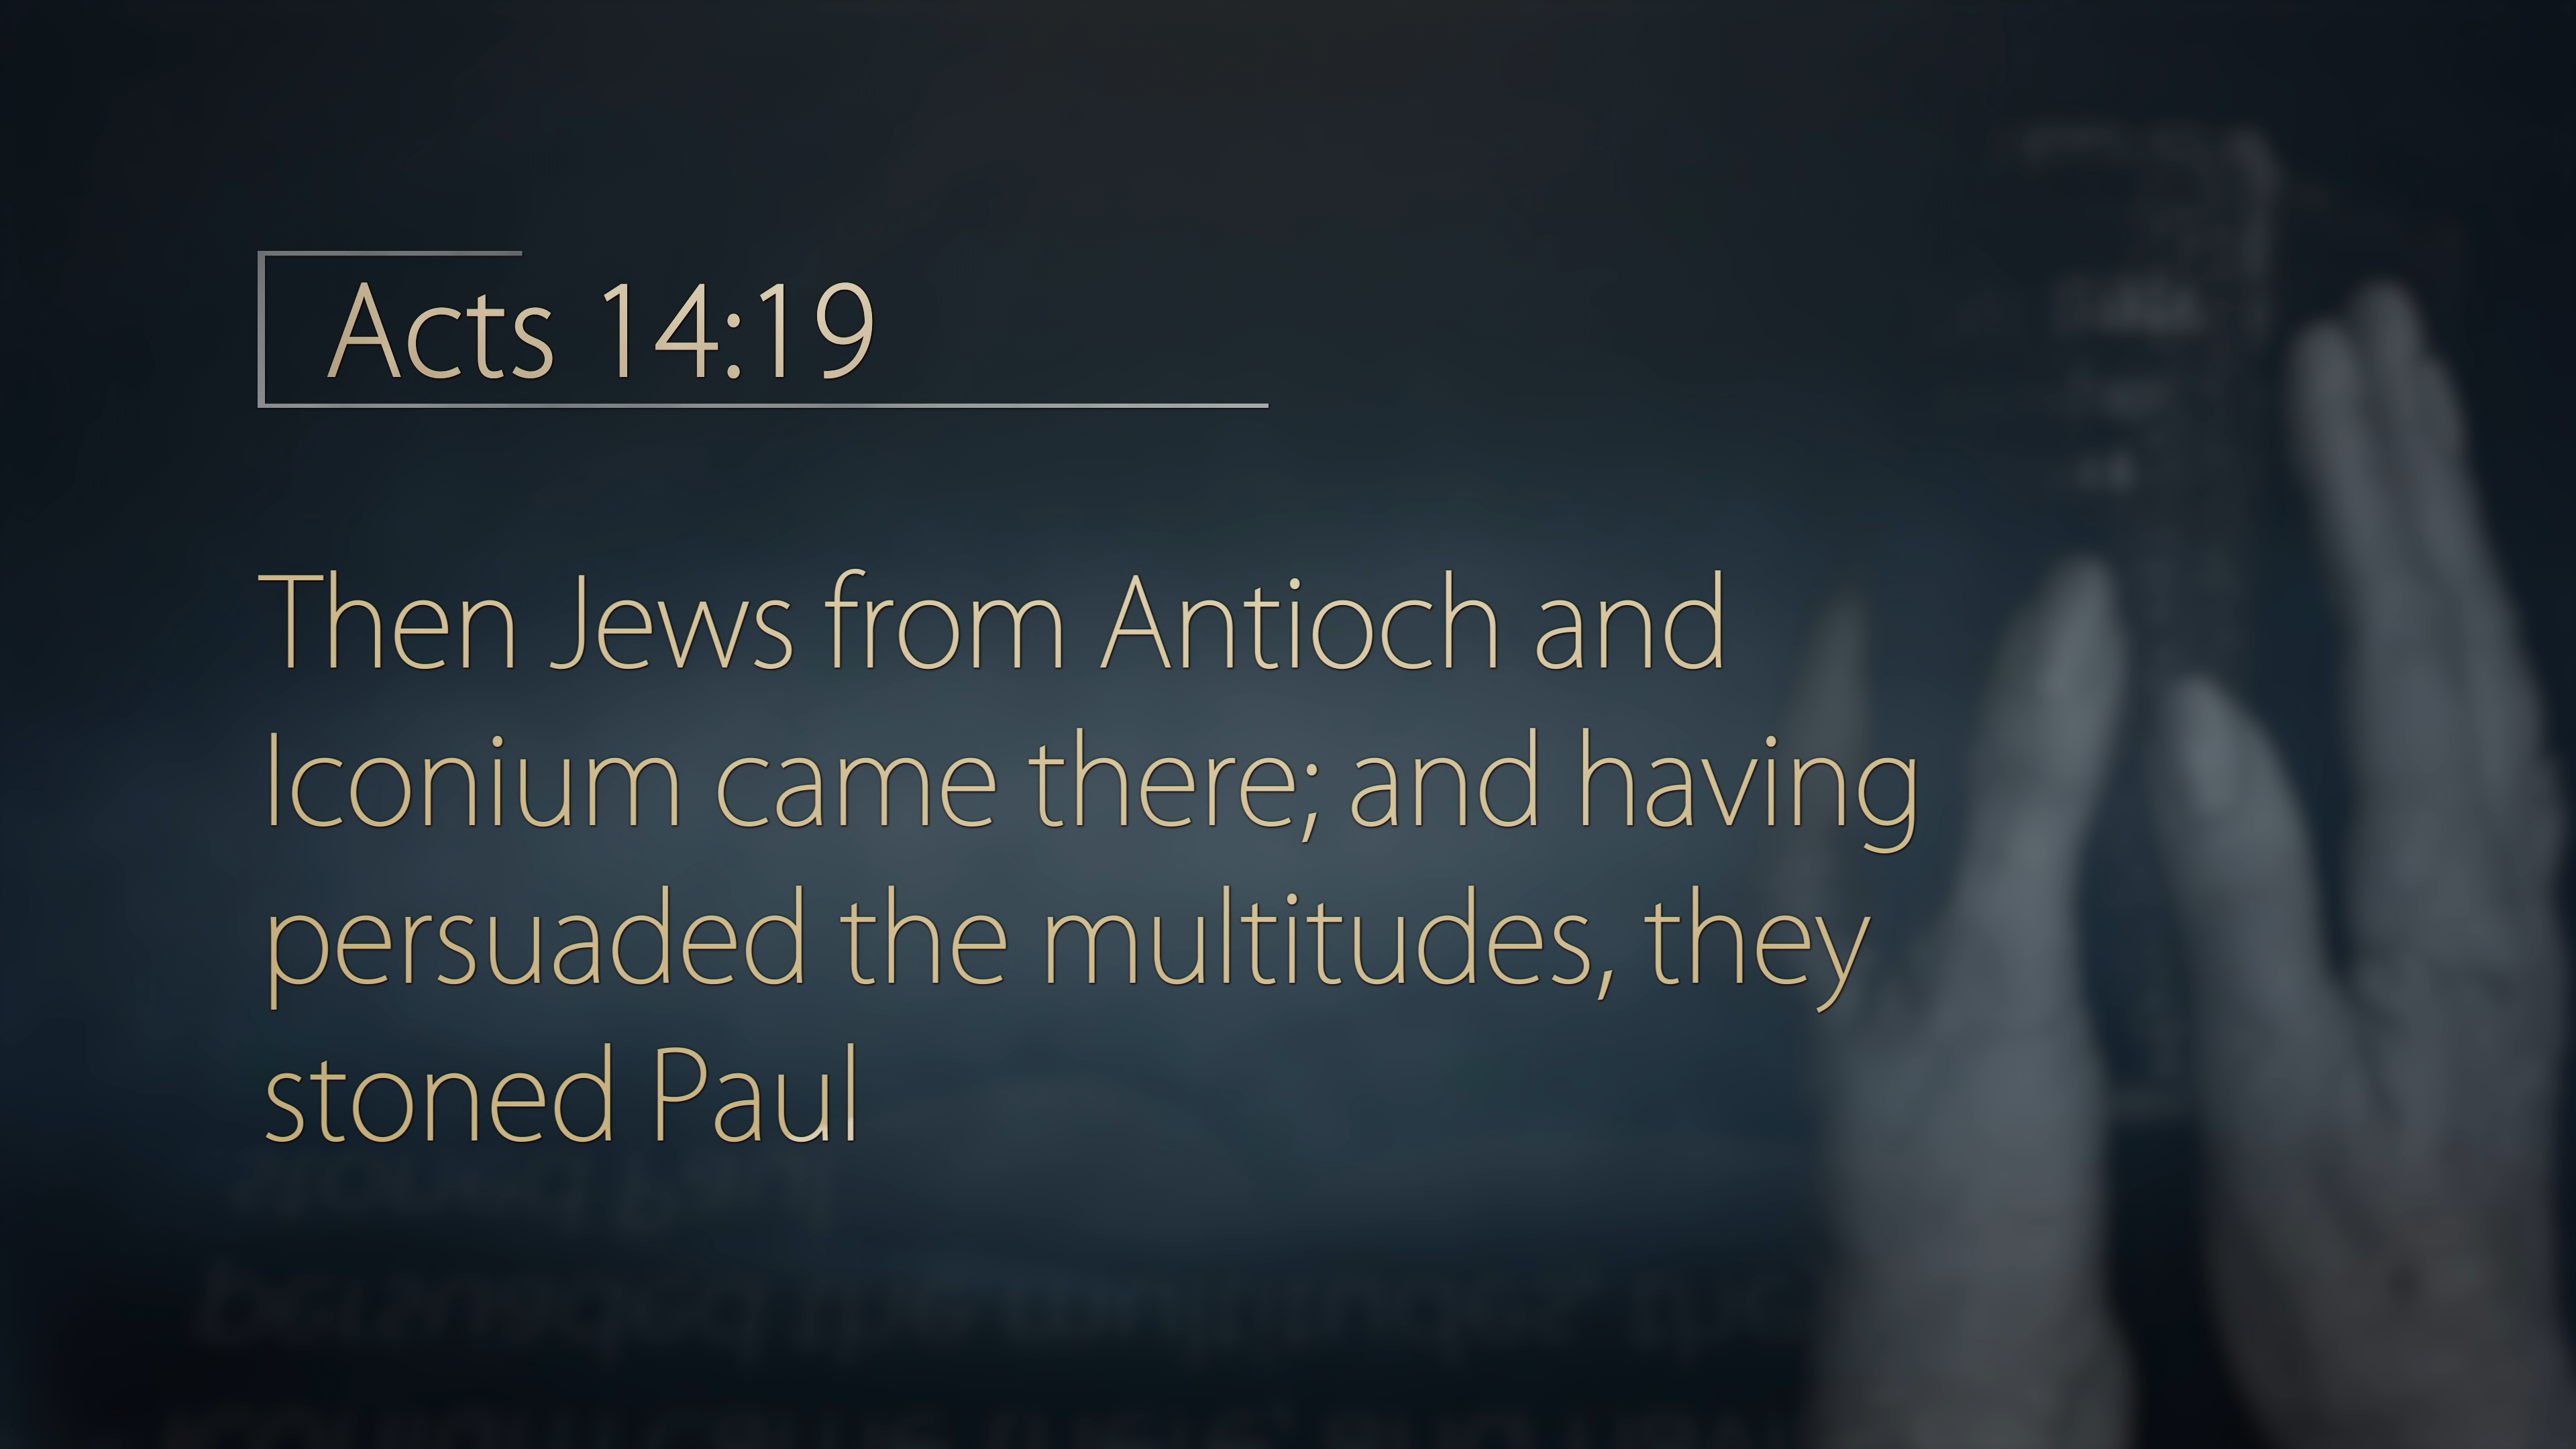 Acts 14:19
Then Jews from Antioch and
Iconium came there; and having
persuaded the multitudes, they
stoned Paul